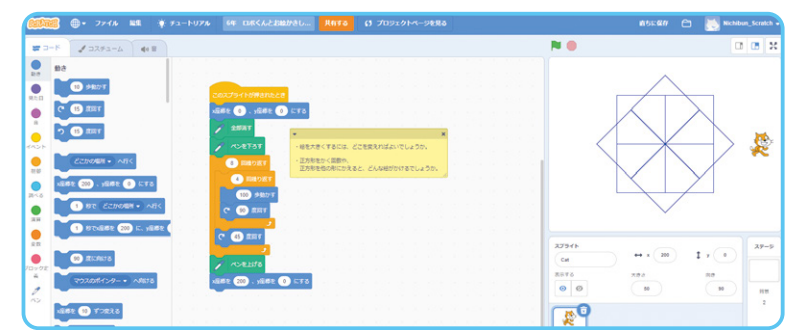 SCRATCH
ファイル 編集 チュートリアル 6年 ロボくんとお絵かきし... 共有する プロジェクトページを見る 直ちに保存 Nichibun_Scratch
コード コスチューム 音
動き
見た目
音
イベント
制御
調べる
演算
変数
ブロック定義
ペン
動き
10 歩動かす
15 度回す
15 度回す
どこかの場所 へ行く
x座標を 200 、y座標を 0 にする
1 秒で どこかの場所 へ行く
1 秒でx座標を 200 に、y座標を
90 度に向ける
マウスのポインター へ向ける
x座標を 10 ずつ変える
このスプライトが押されたとき
x座標を 0 、y座標を 0 にする
全部消す
ペンを下ろす
8 回繰り返す
4 回繰り返す
100 歩動かす
90 度回す
45 度回す
ペンを上げる
x座標を 200 、y座標を 0 にする
・絵を大きくするには、どこを変えればよいでしょうか。
・正方形をかく回数や、
正方形を他の形にかえると、どんな絵がかけるでしょうか。
スプライト x 200 y 0
Cat
表示する 大きさ 向き
50 90
ステージ
背景
2